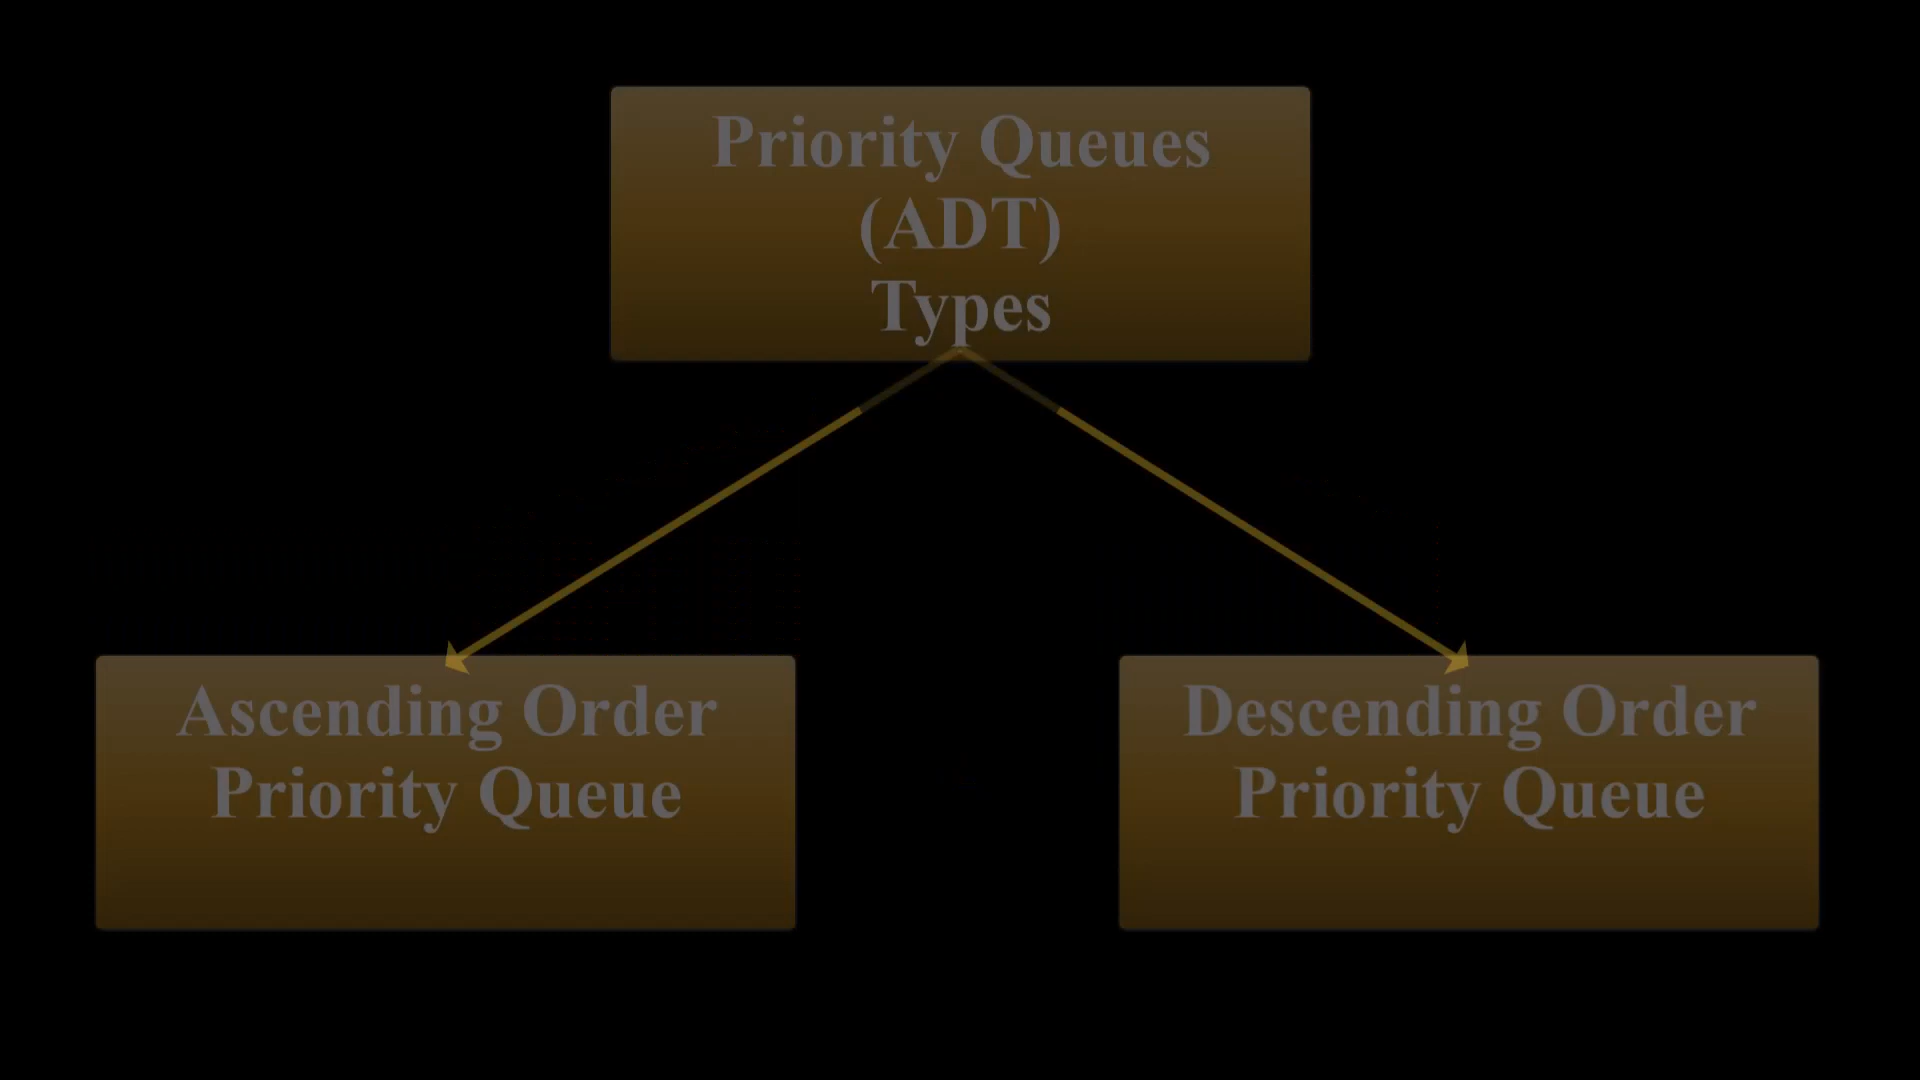 Priority Queues
(ADT)
Types
Ascending Order
Priority Queue
Descending Order
Priority Queue